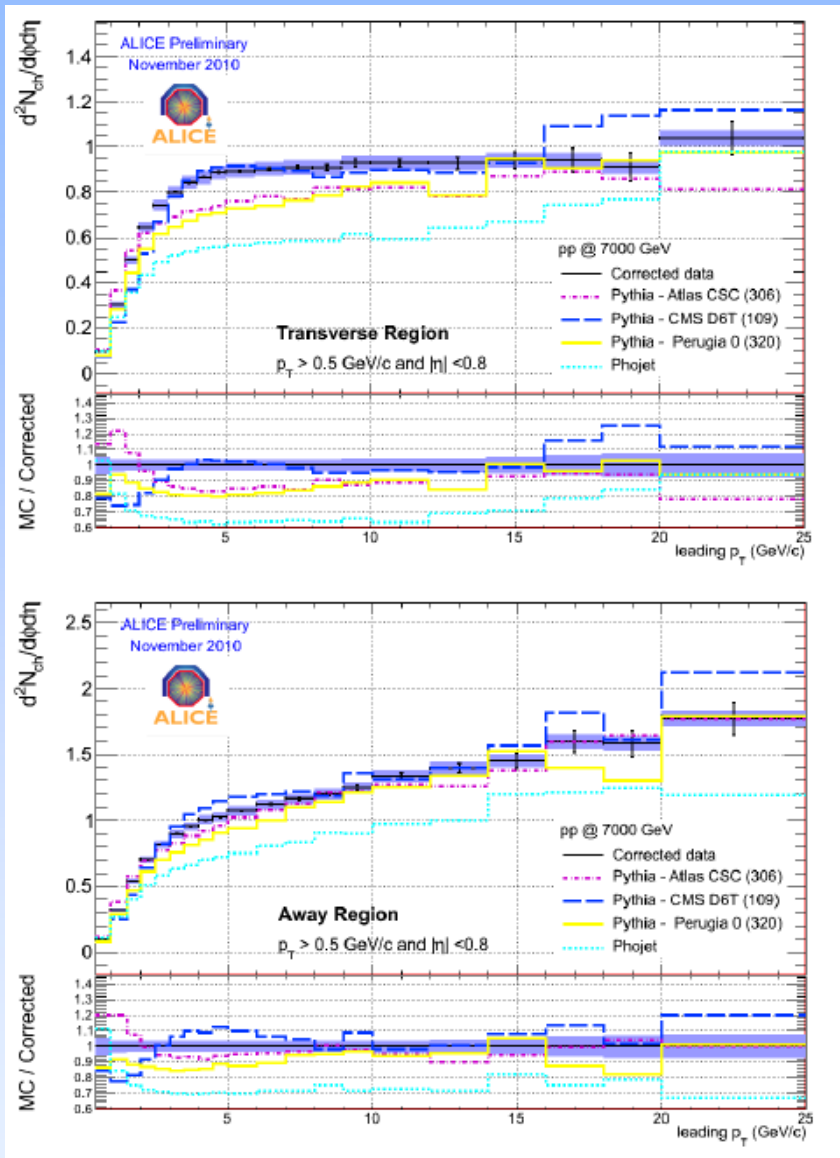 d²N_ch/dφdη
ALICE Preliminary
November 2010
ALICE
1.4
1.2
1
0.8
0.6
0.4
0.2
0
pp @ 7000 GeV
Corrected data
Pythia - Atlas CSC (306)
Pythia - CMS D6T (109)
Pythia - Perugia 0 (320)
Phojet
Transverse Region
p_T > 0.5 GeV/c and |η| <0.8
MC / Corrected
1.4
1.3
1.2
1.1
1
0.9
0.8
0.7
0.6
5 10 15 20 25
leading p_T (GeV/c)
d²N_ch/dφdη
ALICE Preliminary
November 2010
ALICE
2.5
2
1.5
1
0.5
0
pp @ 7000 GeV
Corrected data
Pythia - Atlas CSC (306)
Pythia - CMS D6T (109)
Pythia - Perugia 0 (320)
Phojet
Away Region
p_T > 0.5 GeV/c and |η| <0.8
MC / Corrected
1.4
1.3
1.2
1.1
1
0.9
0.8
0.7
0.6
5 10 15 20 25
leading p_T (GeV/c)